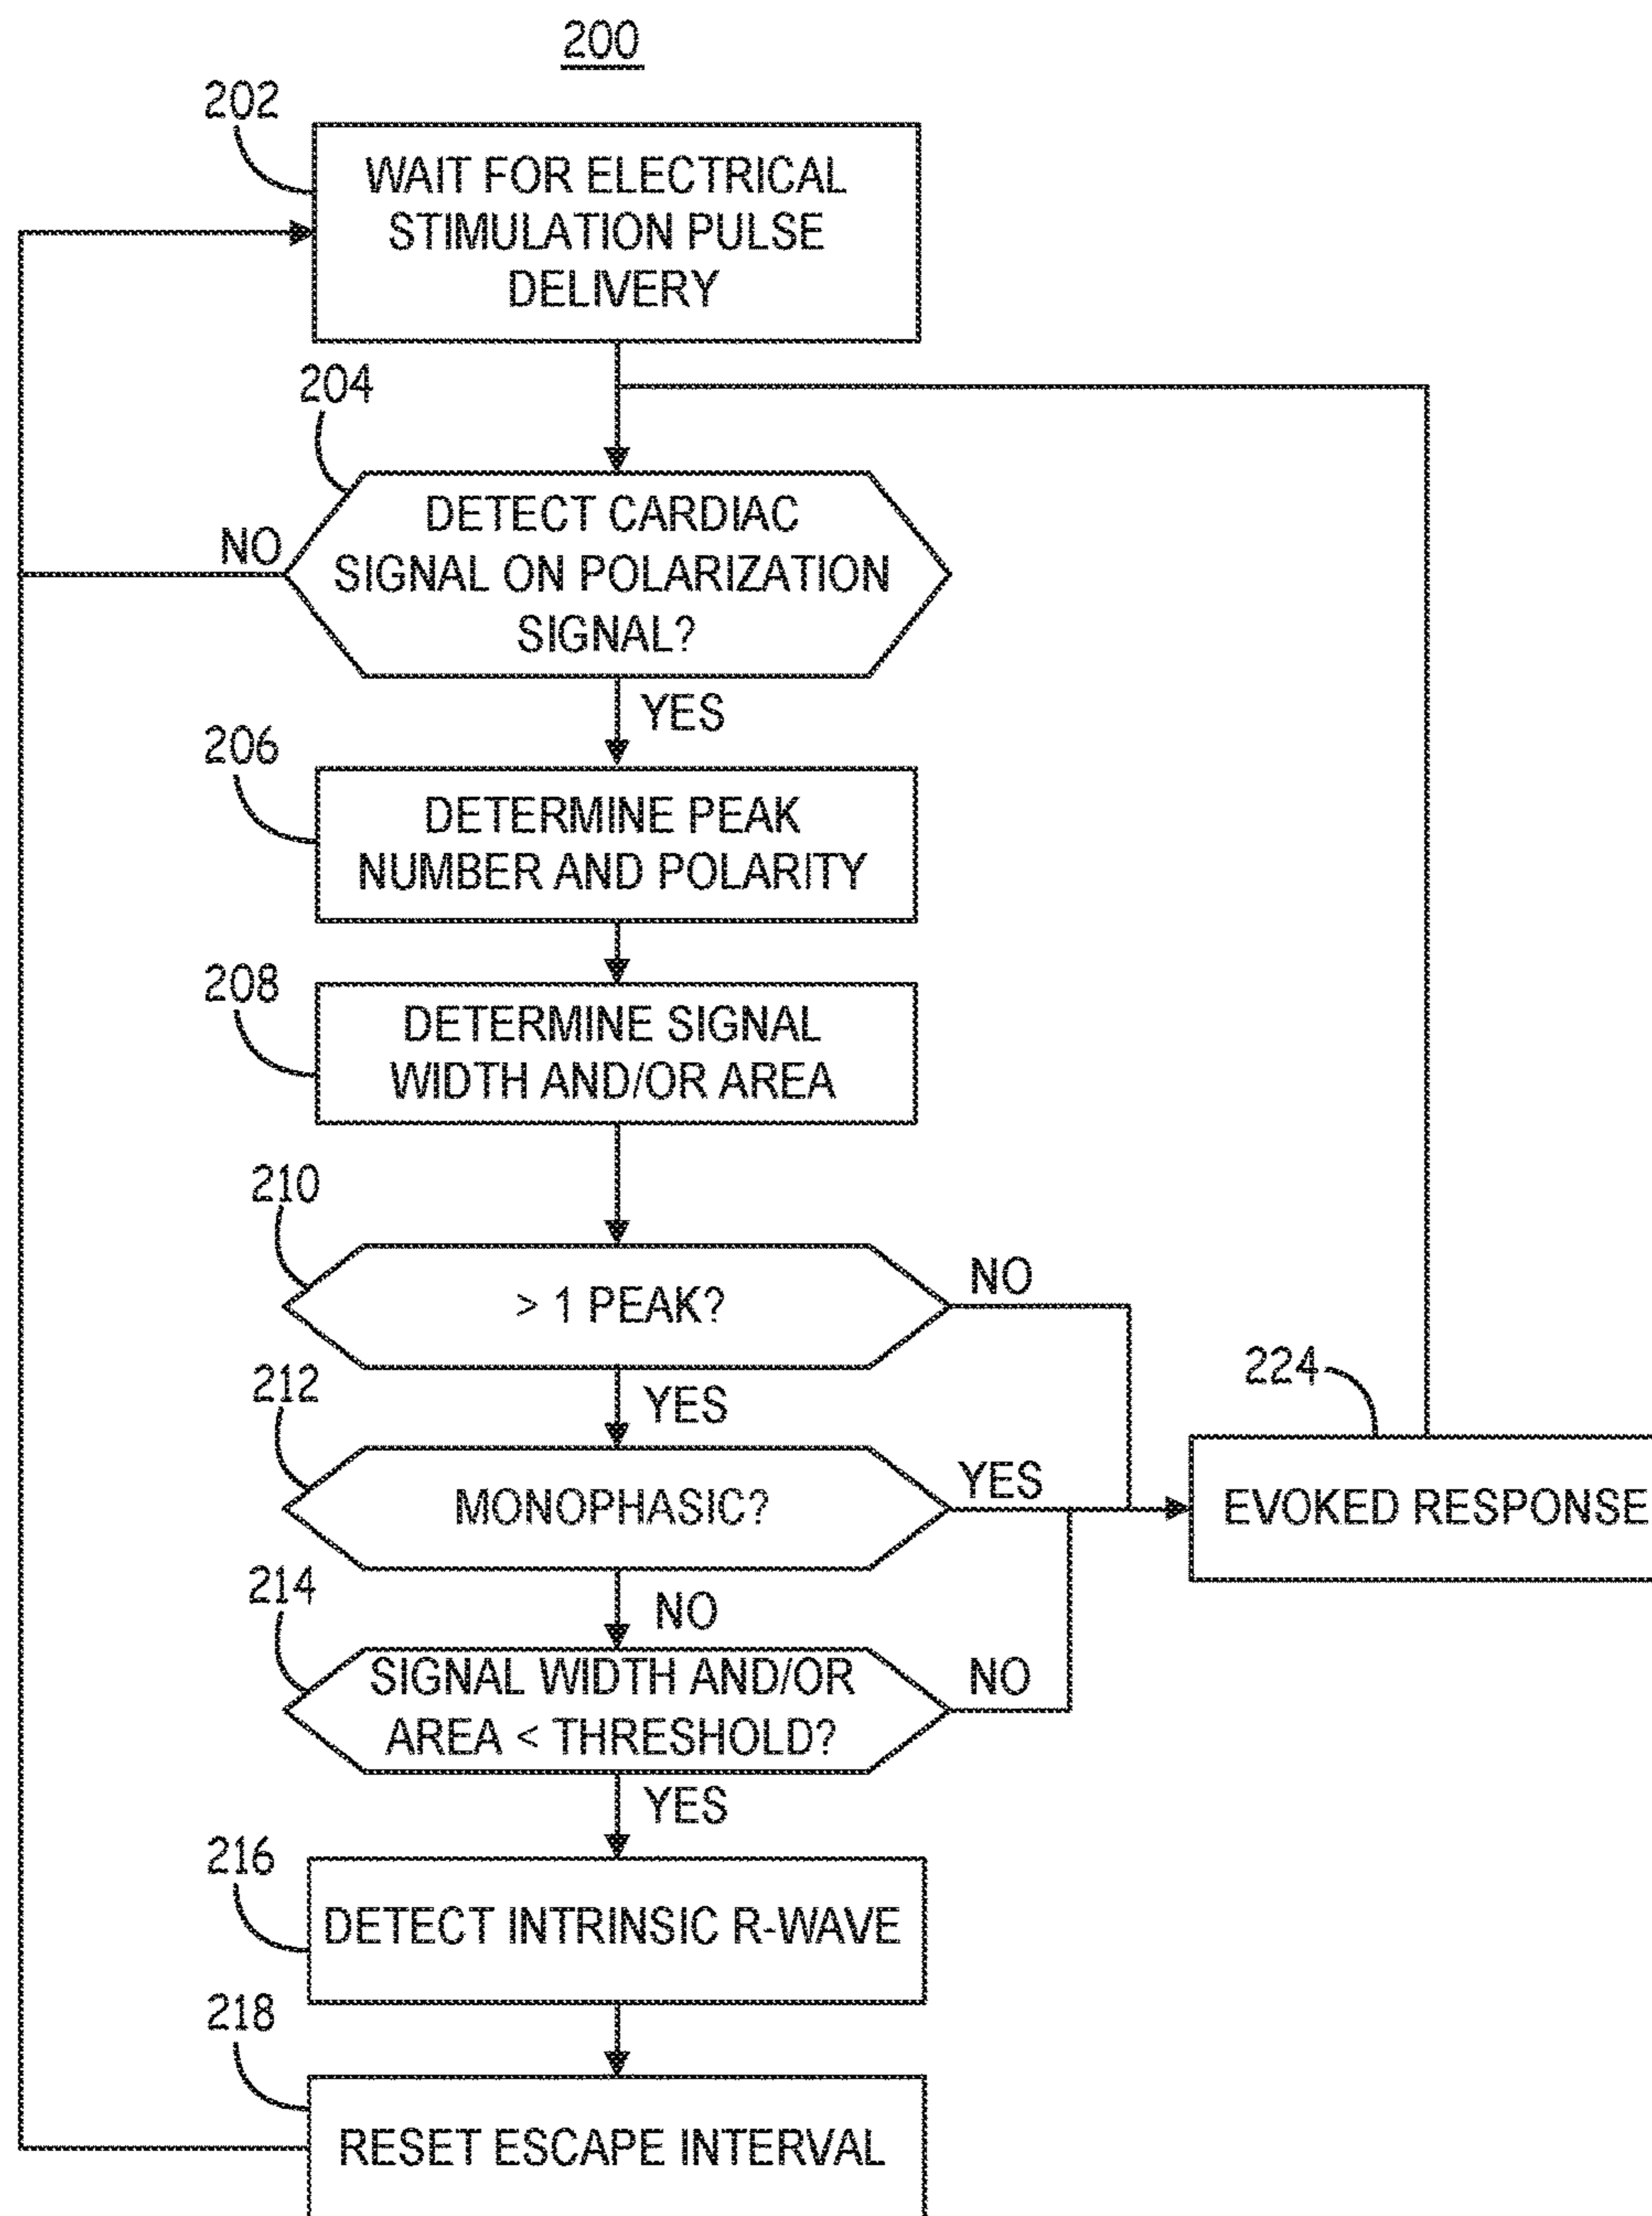 200
202
WAIT FOR ELECTRICAL
STIMULATION PULSE
DELIVERY
204
DETECT CARDIAC
SIGNAL ON POLARIZATION
SIGNAL?
NO
YES
206
DETERMINE PEAK
NUMBER AND POLARITY
208
DETERMINE SIGNAL
WIDTH AND/OR AREA
210
> 1 PEAK?
NO
YES
212
MONOPHASIC?
YES
NO
224
EVOKED RESPONSE
214
SIGNAL WIDTH AND/OR
AREA < THRESHOLD?
NO
YES
216
DETECT INTRINSIC R-WAVE
218
RESET ESCAPE INTERVAL